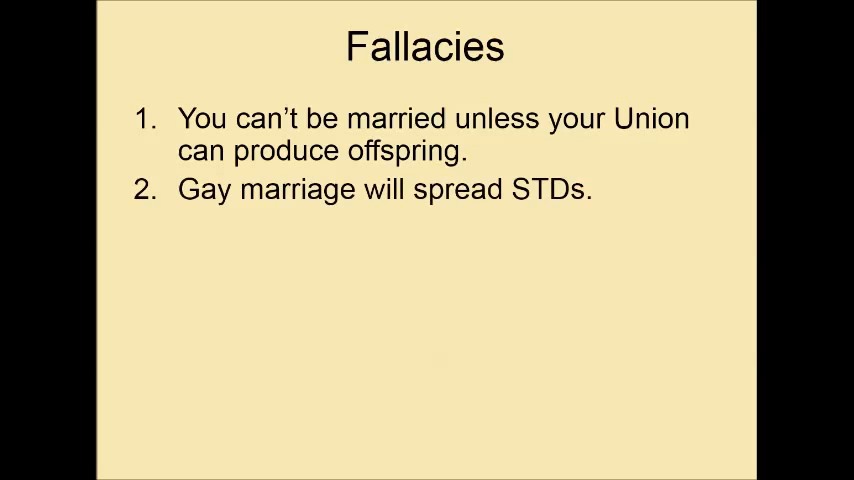 Fallacies
1. You can't be married unless your Union
can produce offspring.
2. Gay marriage will spread STDs.